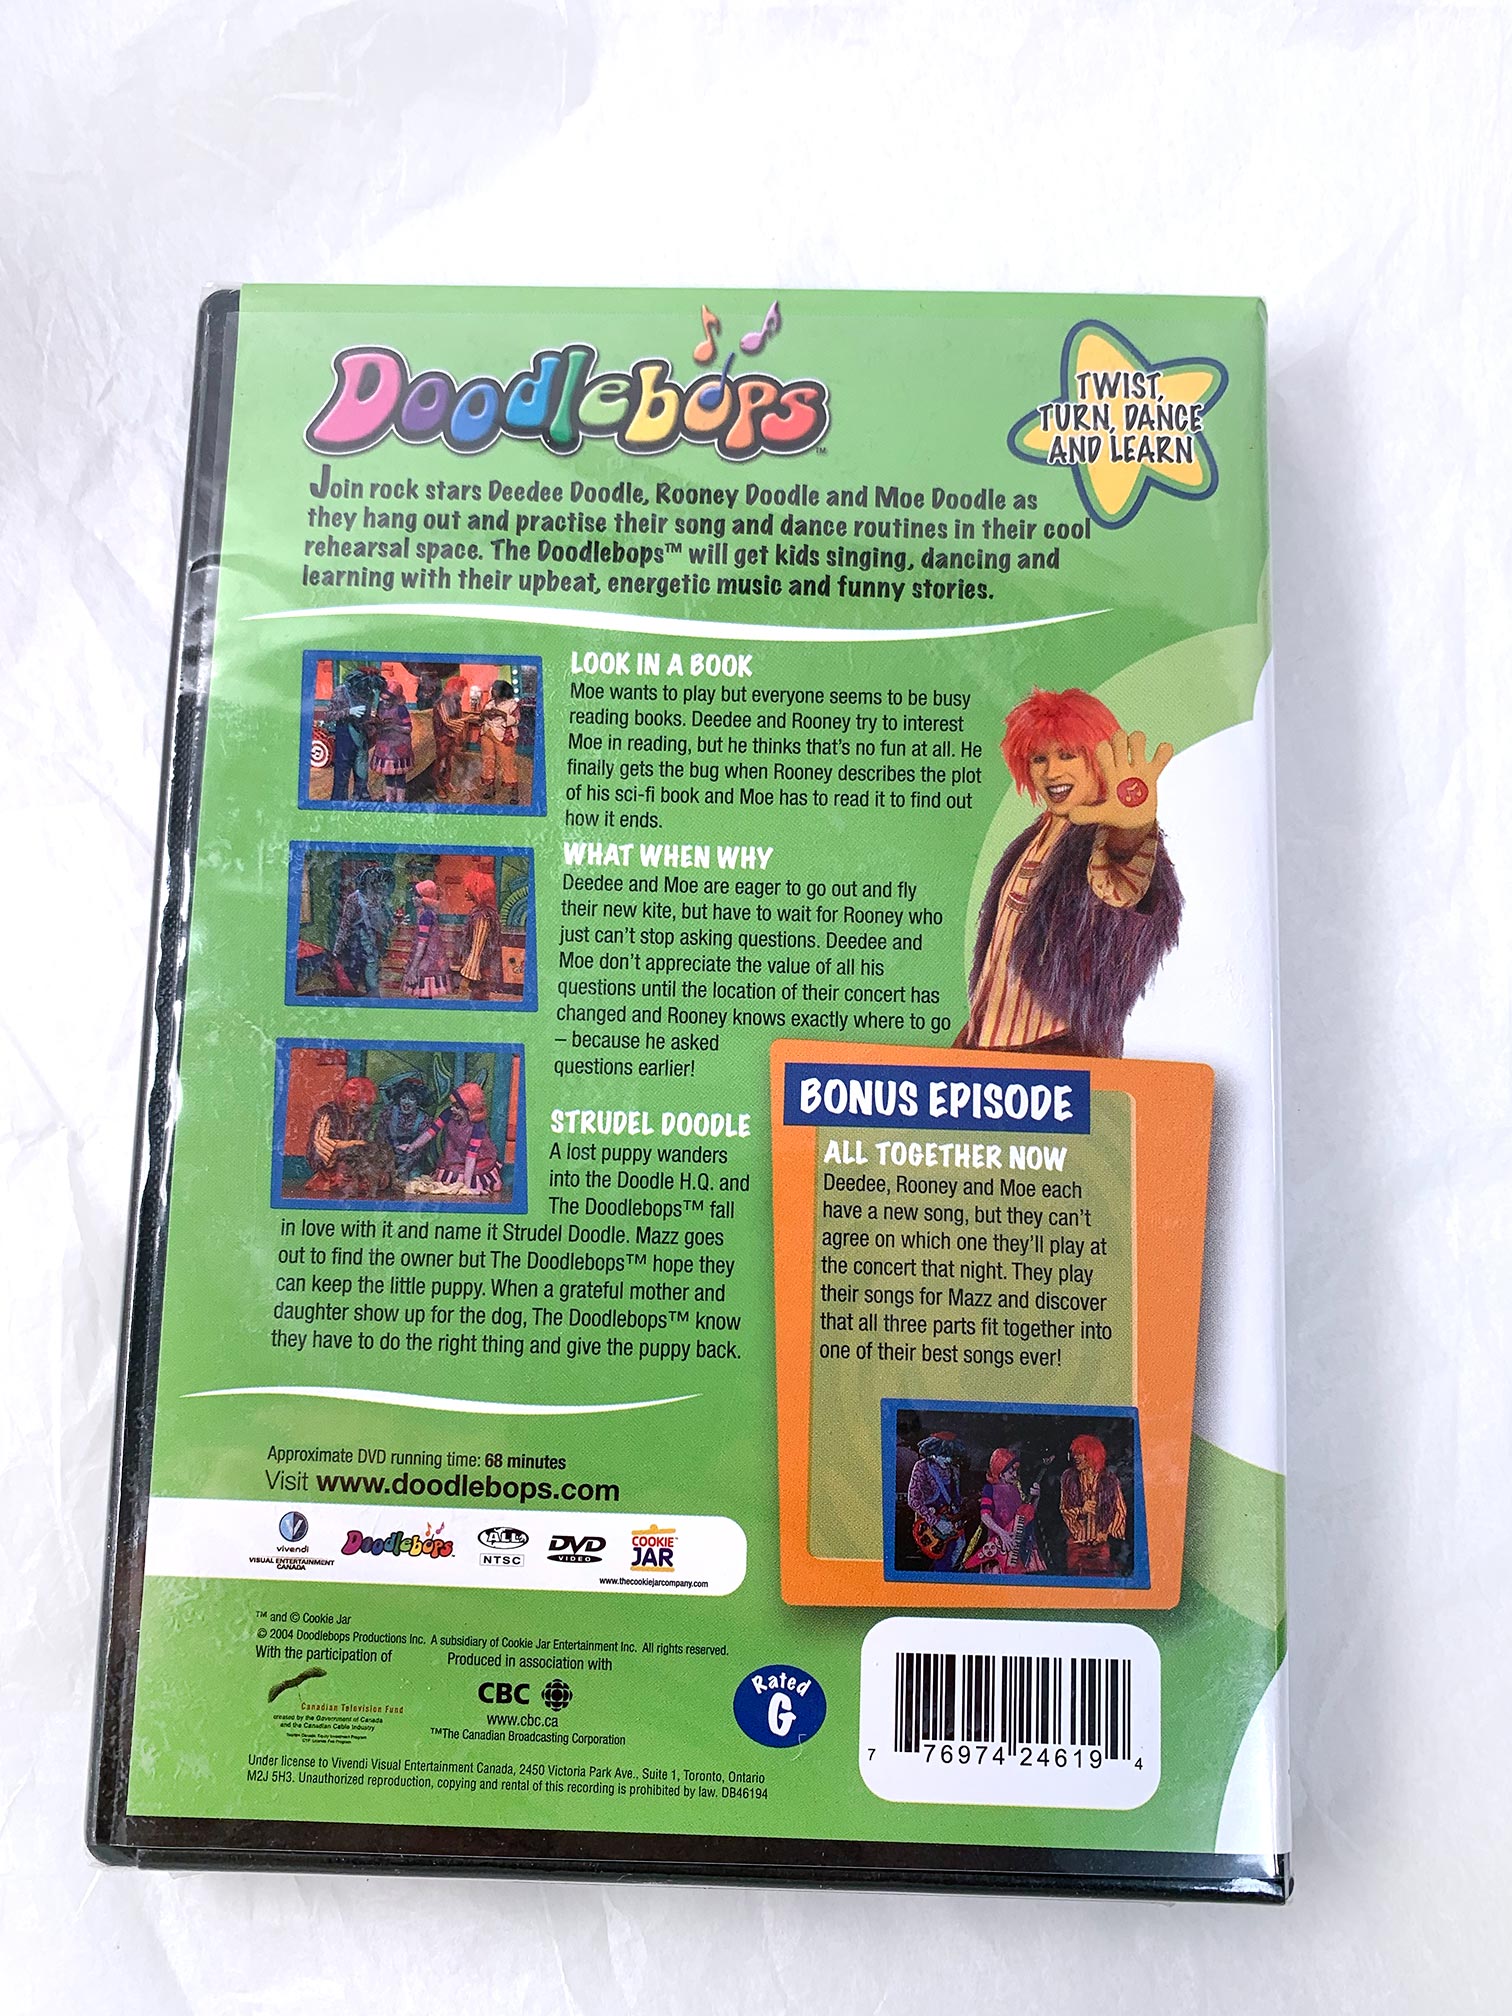 Doodlebops™
TWIST,
TURN, DANCE
AND LEARN
Join rock stars Deedee Doodle, Rooney Doodle and Moe Doodle as
they hang out and practise their song and dance routines in their cool
rehearsal space. The Doodlebops™ will get kids singing, dancing and
learning with their upbeat, energetic music and funny stories.
LOOK IN A BOOK
Moe wants to play but everyone seems to be busy
reading books. Deedee and Rooney try to interest
Moe in reading, but he thinks that's no fun at all. He
finally gets the bug when Rooney describes the plot
of his sci-fi book and Moe has to read it to find out
how it ends.
WHAT WHEN WHY
Deedee and Moe are eager to go out and fly
their new kite, but have to wait for Rooney who
just can't stop asking questions. Deedee and
Moe don't appreciate the value of all his
questions until the location of their concert has
changed and Rooney knows exactly where to go
– because he asked
questions earlier!
STRUDEL DOODLE
A lost puppy wanders
into the Doodle H.Q. and
The Doodlebops™ fall
in love with it and name it Strudel Doodle. Mazz goes
out to find the owner but The Doodlebops™ hope they
can keep the little puppy. When a grateful mother and
daughter show up for the dog, The Doodlebops™ know
they have to do the right thing and give the puppy back.
BONUS EPISODE
ALL TOGETHER NOW
Deedee, Rooney and Moe each
have a new song, but they can't
agree on which one they'll play at
the concert that night. They play
their songs for Mazz and discover
that all three parts fit together into
one of their best songs ever!
Approximate DVD running time: 68 minutes
Visit www.doodlebops.com
vivendi
VISUAL ENTERTAINMENT
CANADA
Doodlebops™
ALL
NTSC
DVD
VIDEO
COOKIE™
JAR
www.thecookiejarcompany.com
™ and © Cookie Jar
© 2004 Doodlebops Productions Inc. A subsidiary of Cookie Jar Entertainment Inc. All rights reserved.
With the participation of
Canadian Television Fund
created by the Government of Canada
and the Canadian Cable Industry
Produced in association with
CBC
www.cbc.ca
™The Canadian Broadcasting Corporation
Rated
G
7 76974 24619 4
Under license to Vivendi Visual Entertainment Canada, 2450 Victoria Park Ave., Suite 1, Toronto, Ontario
M2J 5H3. Unauthorized reproduction, copying and rental of this recording is prohibited by law. DB46194